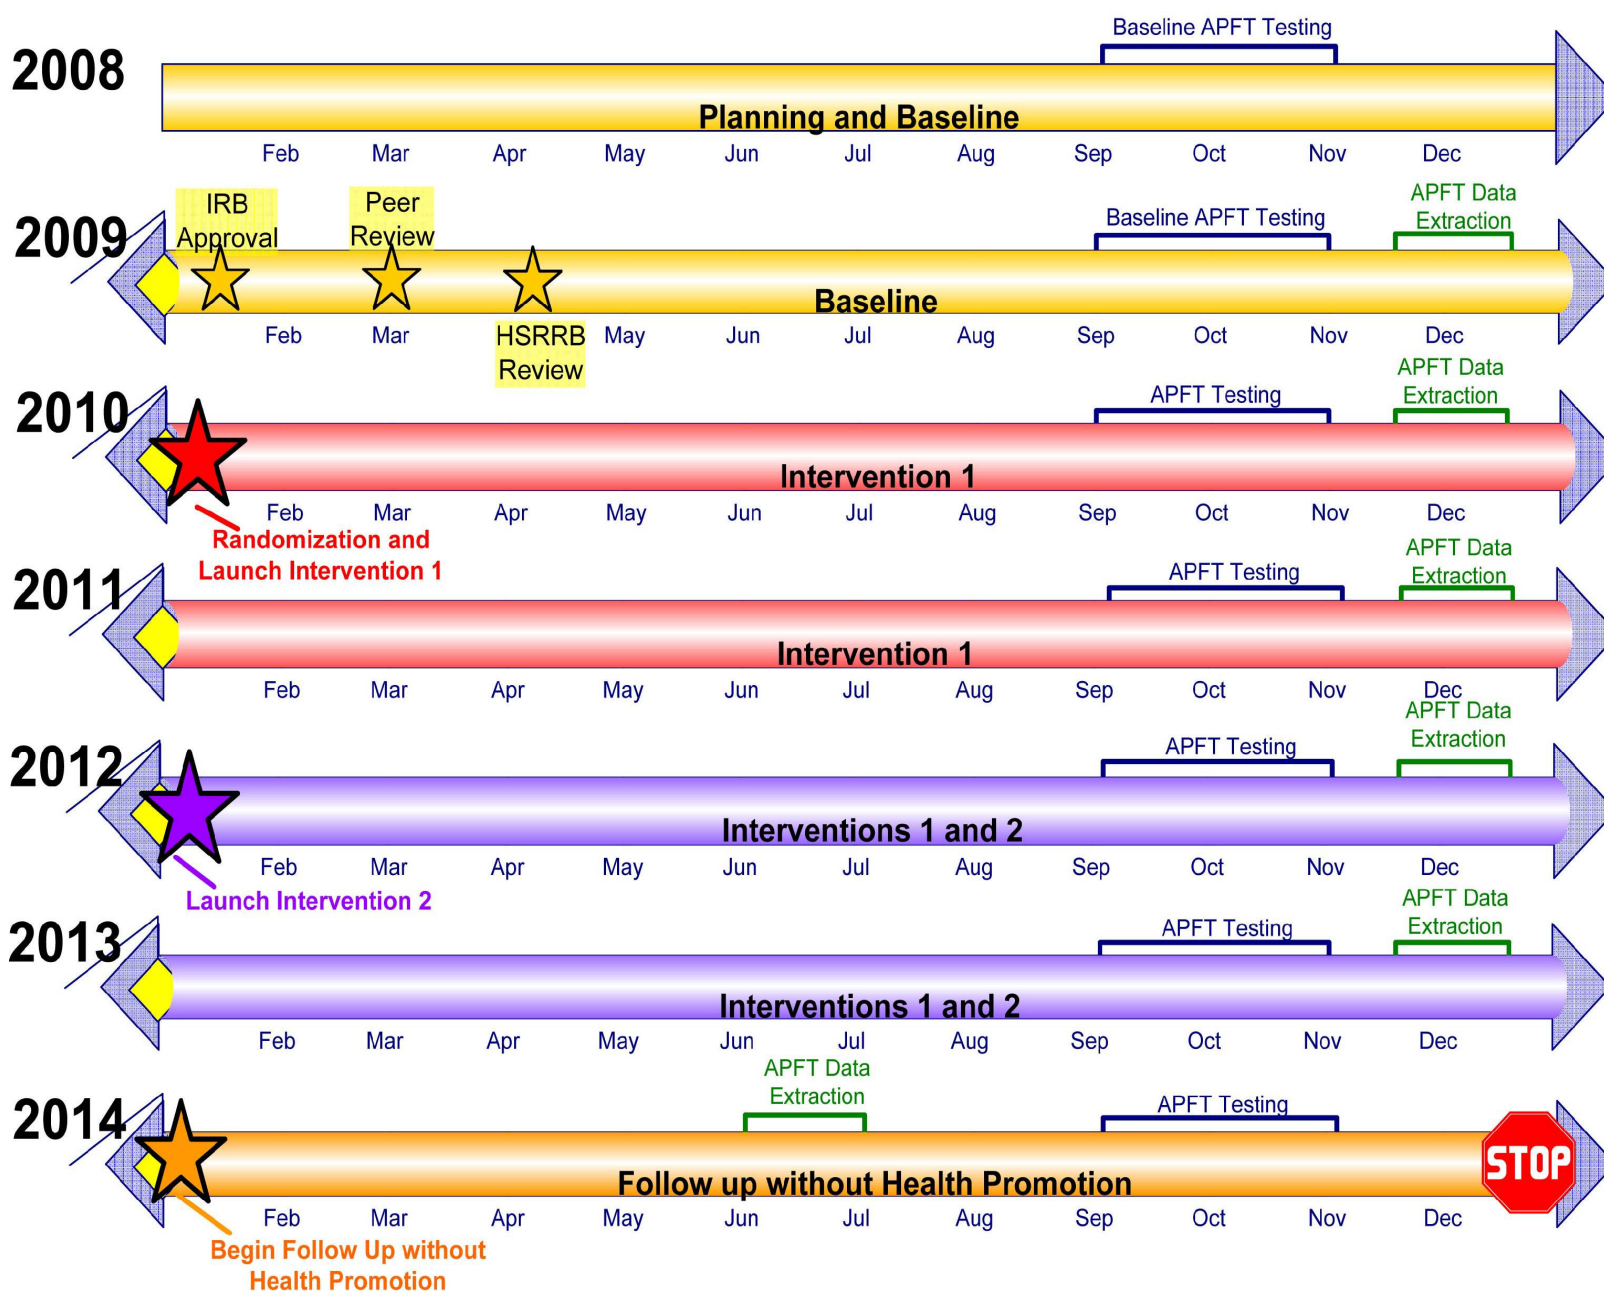 Baseline APFT Testing
2008
Planning and Baseline
Feb Mar Apr May Jun Jul Aug Sep Oct Nov Dec
IRB
Approval
Peer
Review
Baseline APFT Testing
APFT Data
Extraction
2009
Baseline
Feb Mar Apr May Jun Jul Aug Sep Oct Nov Dec
HSRRB
Review
APFT Testing
APFT Data
Extraction
2010
Intervention 1
Feb Mar Apr May Jun Jul Aug Sep Oct Nov Dec
Randomization and
Launch Intervention 1
APFT Testing
APFT Data
Extraction
2011
Intervention 1
Feb Mar Apr May Jun Jul Aug Sep Oct Nov Dec
APFT Testing
APFT Data
Extraction
2012
Interventions 1 and 2
Feb Mar Apr May Jun Jul Aug Sep Oct Nov Dec
Launch Intervention 2
APFT Testing
APFT Data
Extraction
2013
Interventions 1 and 2
Feb Mar Apr May Jun Jul Aug Sep Oct Nov Dec
APFT Data
Extraction
APFT Testing
2014
STOP
Follow up without Health Promotion
Feb Mar Apr May Jun Jul Aug Sep Oct Nov Dec
Begin Follow Up without
Health Promotion